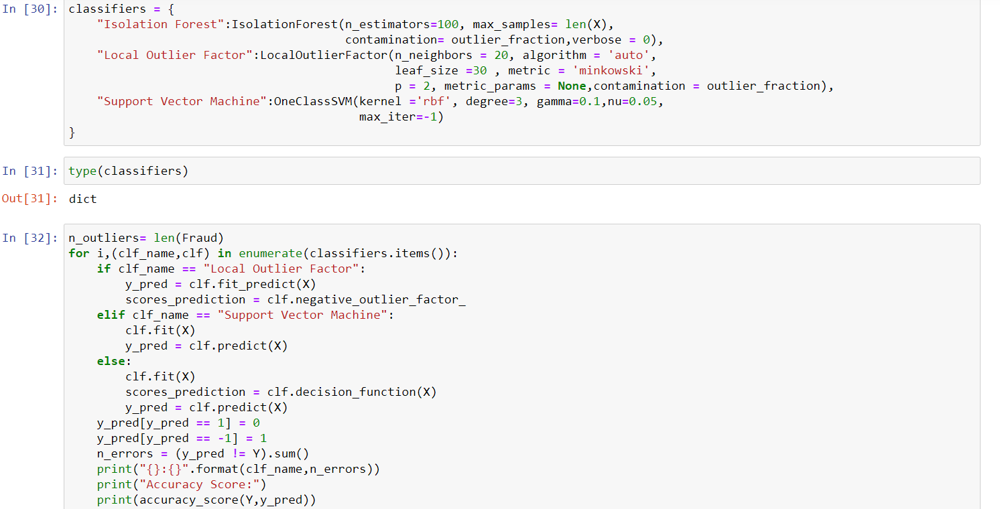 In [30]: classifiers = {
"Isolation Forest":IsolationForest(n_estimators=100, max_samples= len(X),
contamination= outlier_fraction,verbose = 0),
"Local Outlier Factor":LocalOutlierFactor(n_neighbors = 20, algorithm = 'auto',
leaf_size =30 , metric = 'minkowski',
p = 2, metric_params = None,contamination = outlier_fraction),
"Support Vector Machine":OneClassSVM(kernel ='rbf', degree=3, gamma=0.1,nu=0.05,
max_iter=-1)
}
In [31]: type(classifiers)
Out[31]: dict
In [32]: n_outliers= len(Fraud)
for i,(clf_name,clf) in enumerate(classifiers.items()):
if clf_name == "Local Outlier Factor":
y_pred = clf.fit_predict(X)
scores_prediction = clf.negative_outlier_factor_
elif clf_name == "Support Vector Machine":
clf.fit(X)
y_pred = clf.predict(X)
else:
clf.fit(X)
scores_prediction = clf.decision_function(X)
y_pred = clf.predict(X)
y_pred[y_pred == 1] = 0
y_pred[y_pred == -1] = 1
n_errors = (y_pred != Y).sum()
print("{}:{}".format(clf_name,n_errors))
print("Accuracy Score:")
print(accuracy_score(Y,y_pred))